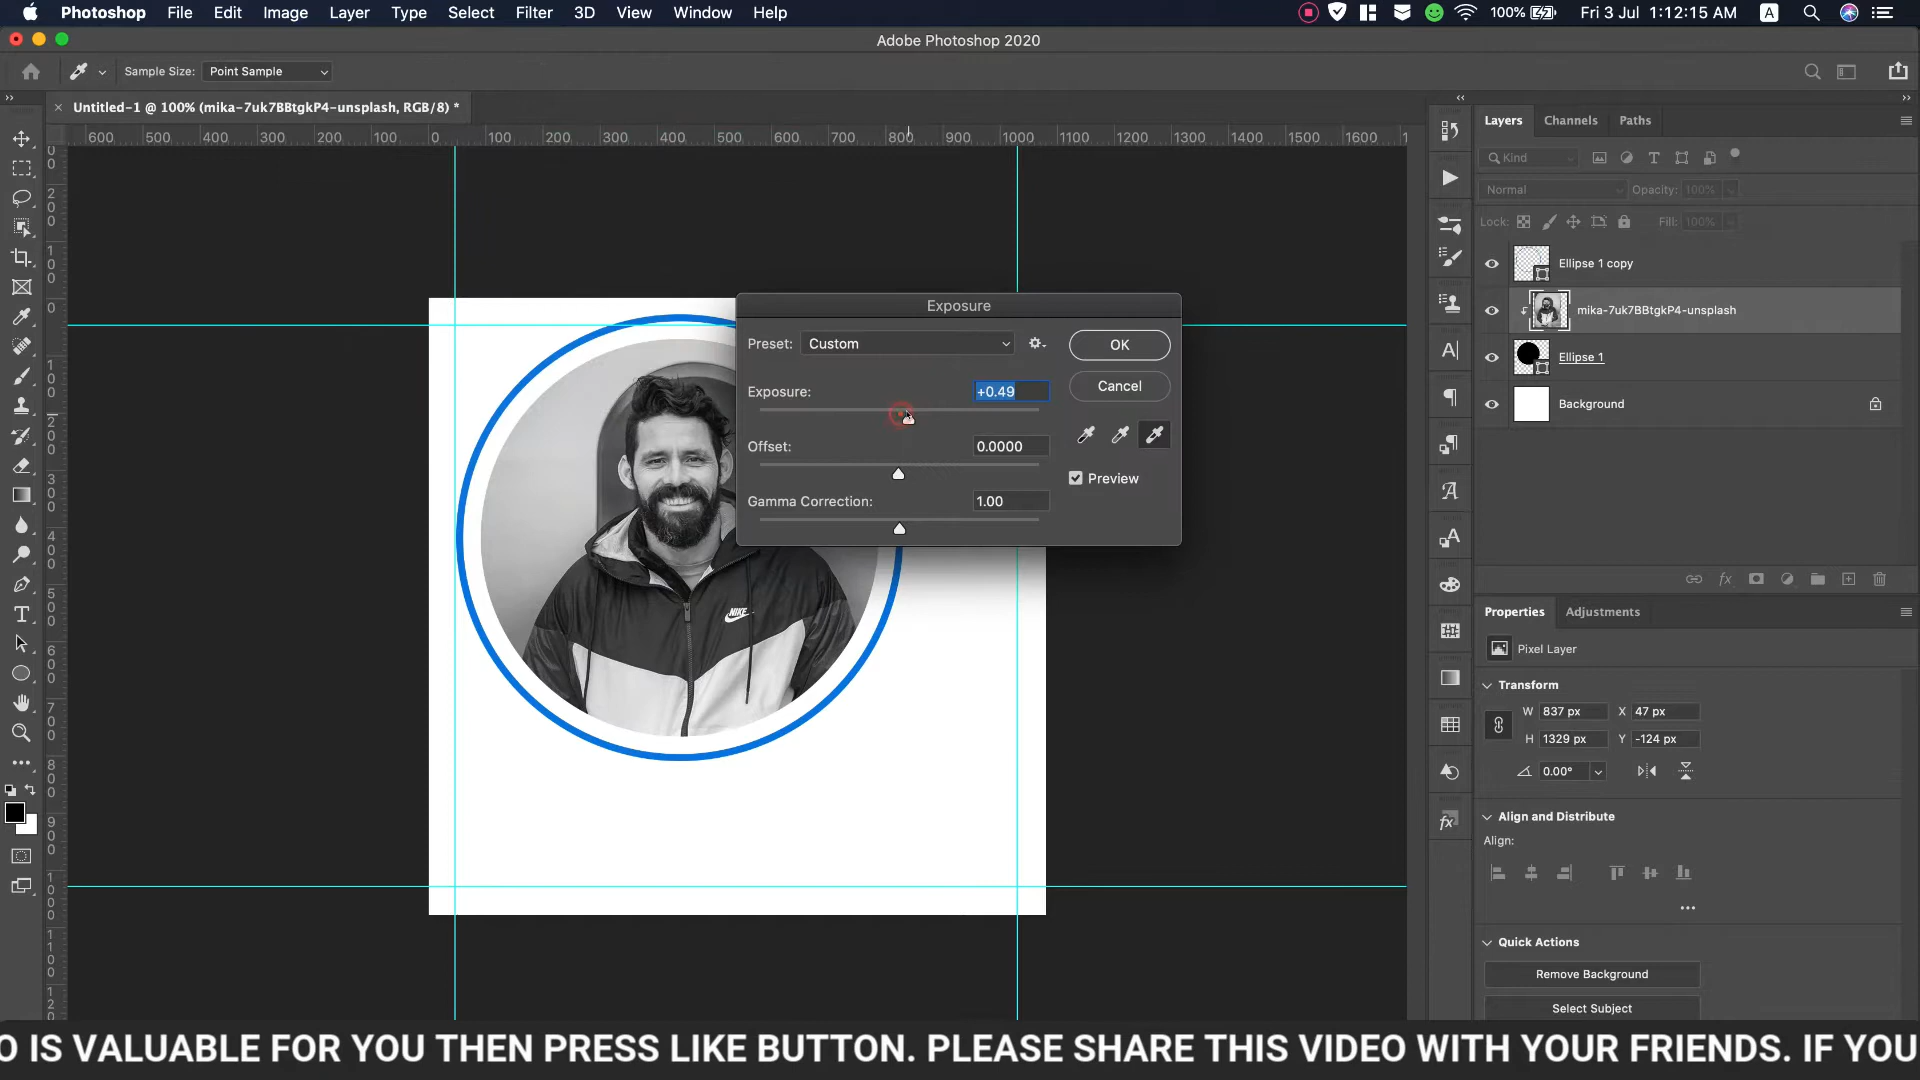 Photoshop File Edit Image Layer Type Select Filter 3D View Window Help 100% Fri 3 Jul 1:12:15 AM A
Adobe Photoshop 2020
Sample Size: Point Sample
Untitled-1 @ 100% (mika-7uk7BBtgkP4-unsplash, RGB/8) *
600 500 400 300 200 100 0 100 200 300 400 500 600 700 800 900 1000 1100 1200 1300 1400 1500 1600
Layers Channels Paths
Kind
Normal Opacity: 100%
Lock: Fill: 100%
Ellipse 1 copy
mika-7uk7BBtgkP4-unsplash
Ellipse 1
Background
Exposure
Preset: Custom
OK
Exposure: +0.49
Cancel
Offset: 0.0000
Preview
Gamma Correction: 1.00
NIKE
Properties Adjustments
Pixel Layer
Transform
W 837 px X 47 px
H 1329 px Y -124 px
0.00°
Align and Distribute
Align:
Quick Actions
Remove Background
Select Subject
O IS VALUABLE FOR YOU THEN PRESS LIKE BUTTON. PLEASE SHARE THIS VIDEO WITH YOUR FRIENDS. IF YOU